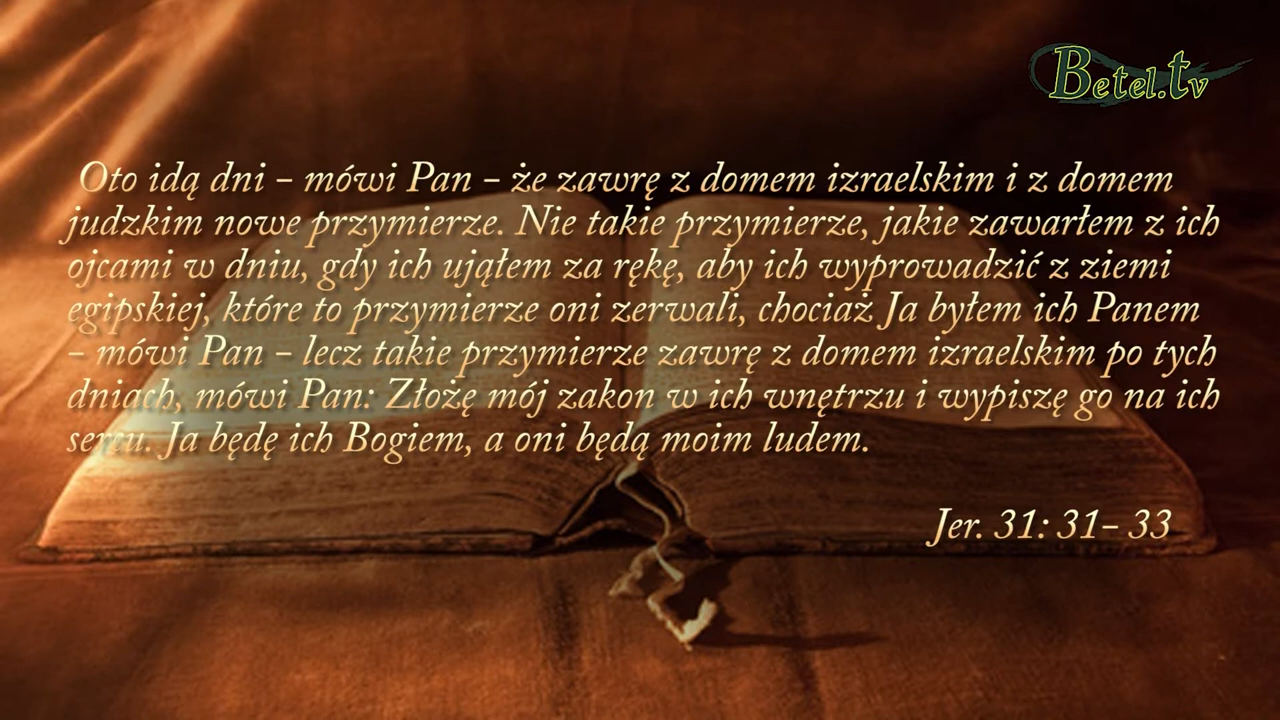 Betel.tv
Oto idą dni – mówi Pan – że zawrę z domem izraelskim i z domem
judzkim nowe przymierze. Nie takie przymierze, jakie zawarłem z ich
ojcami w dniu, gdy ich ująłem za rękę, aby ich wyprowadzić z ziemi
egipskiej, które to przymierze oni zerwali, chociaż Ja byłem ich Panem
– mówi Pan – lecz takie przymierze zawrę z domem izraelskim po tych
dniach, mówi Pan: Złożę mój zakon w ich wnętrzu i wypiszę go na ich
sercu. Ja będę ich Bogiem, a oni będą moim ludem.
Jer. 31: 31– 33